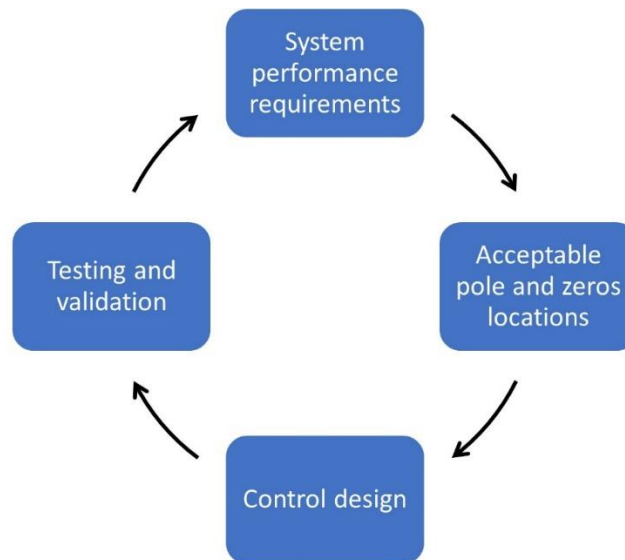 System
performance
requirements
Acceptable
pole and zeros
locations
Control design
Testing and
validation